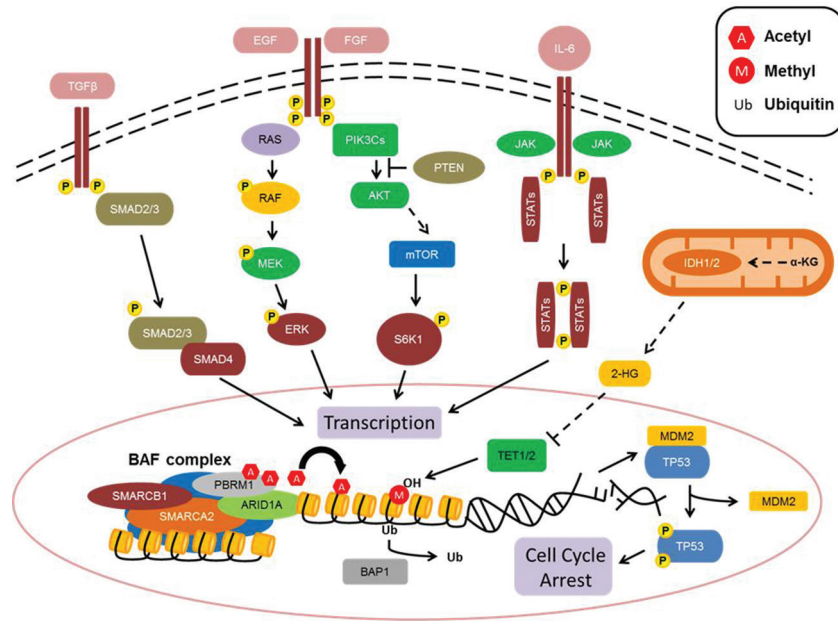 EGF
FGF
IL-6
A Acetyl
M Methyl
Ub Ubiquitin
TGFβ
P
P
P
P
RAS
PIK3Cs
PTEN
JAK
JAK
P
P
SMAD2/3
P
RAF
AKT
P
P
STATs
STATs
P
MEK
mTOR
IDH1/2
α-KG
P
SMAD2/3
SMAD4
P
ERK
P
S6K1
P
STATs
STATs
P
2-HG
Transcription
BAF complex
TET1/2
MDM2
TP53
PBRM1
A
A
A
A
M
OH
SMARCB1
ARID1A
SMARCA2
MDM2
Ub
Ub
BAP1
Cell Cycle
Arrest
P
TP53
P